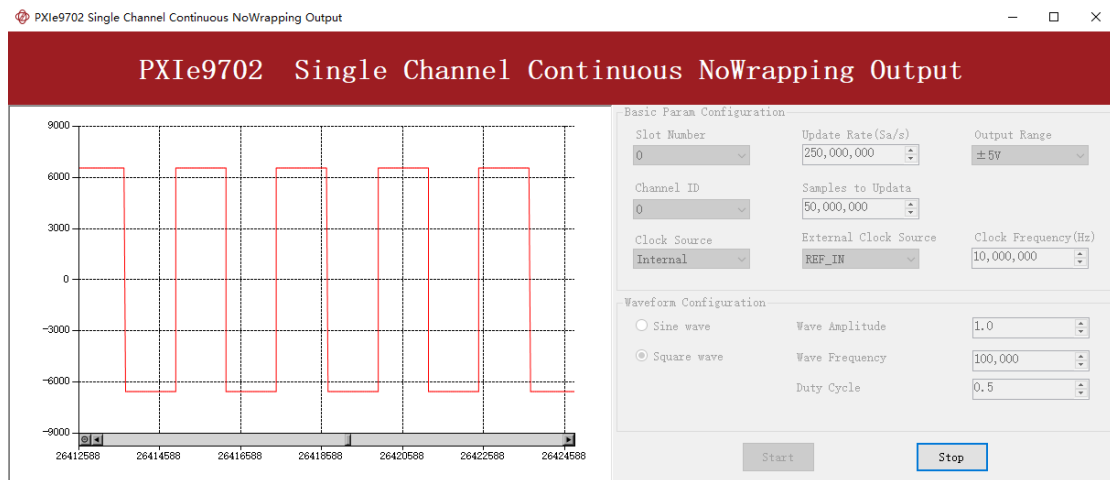 PXIe9702 Single Channel Continuous NoWrapping Output
PXIe9702 Single Channel Continuous NoWrapping Output
9000
6000
3000
0
-3000
-6000
-9000
26412588 26414588 26416588 26418588 26420588 26422588 26424588
Basic Param Configuration
Slot Number Update Rate(Sa/s) Output Range
0 250,000,000 ±5V
Channel ID Samples to Updata
0 50,000,000
Clock Source External Clock Source Clock Frequency(Hz)
Internal REF_IN 10,000,000
Waveform Configuration
Sine wave Wave Amplitude 1.0
Square wave Wave Frequency 100,000
Duty Cycle 0.5
Start Stop